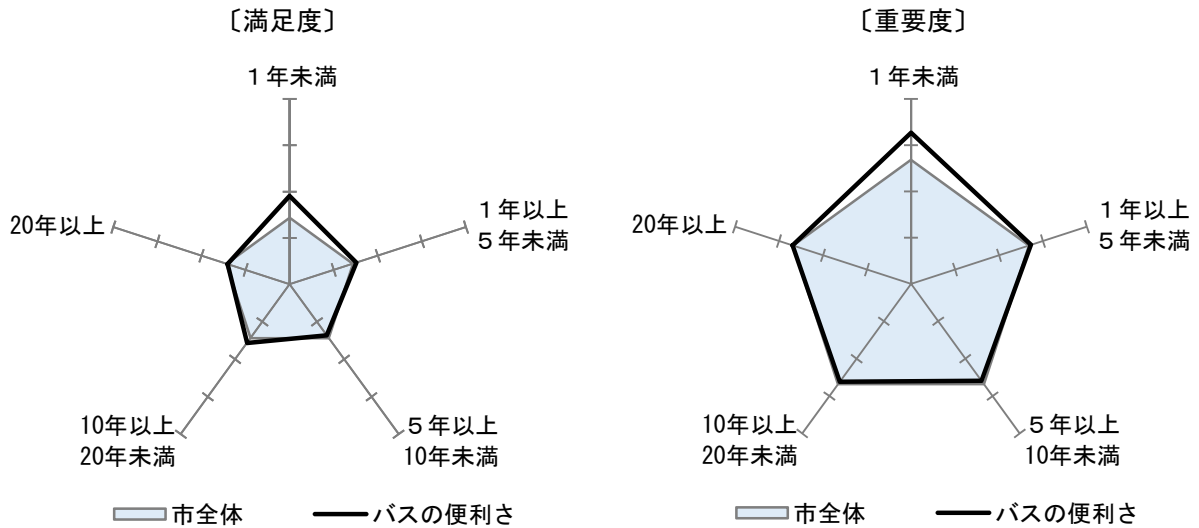 〔満足度〕
１年未満
１年以上
５年未満
５年以上
10年未満
10年以上
20年未満
20年以上
市全体
バスの便利さ
〔重要度〕
１年未満
１年以上
５年未満
５年以上
10年未満
10年以上
20年未満
20年以上
市全体
バスの便利さ